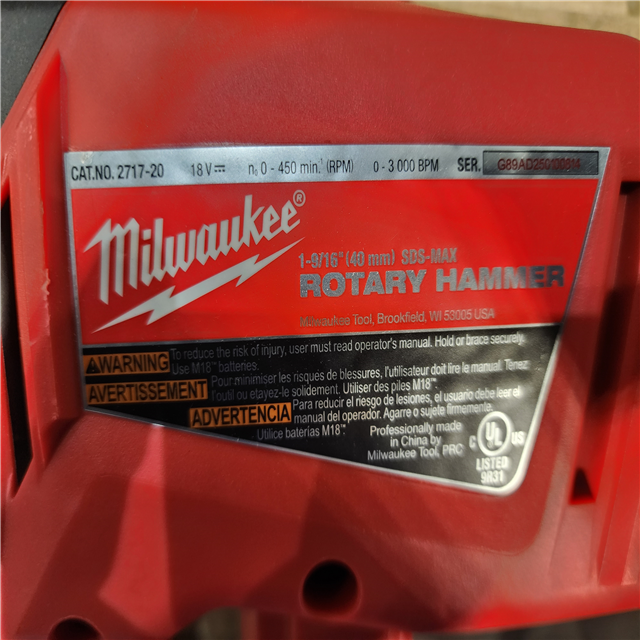 CAT.NO. 2717-20 18 V⎓ n₀ 0 - 450 min.⁻¹ (RPM) 0 - 3 000 BPM SER.
Milwaukee®
1-9/16" (40 mm) SDS-MAX
ROTARY HAMMER
Milwaukee Tool, Brookfield, WI 53005 USA
WARNING To reduce the risk of injury, user must read operator's manual. Hold or brace securely.
Use M18™ batteries.
AVERTISSEMENT Pour minimiser les risques de blessures, l'utilisateur doit lire le manuel. Tenez
l'outil ou etayez-le solidement. Utiliser des piles M18™.
ADVERTENCIA Para reducir el riesgo de lesiones, el usuario debe leer el
manual del operador. Agarre o sujete firmemente.
Utilice baterías M18™.
Professionally made
in China by
Milwaukee Tool, PRC
C UL US
LISTED
9R31